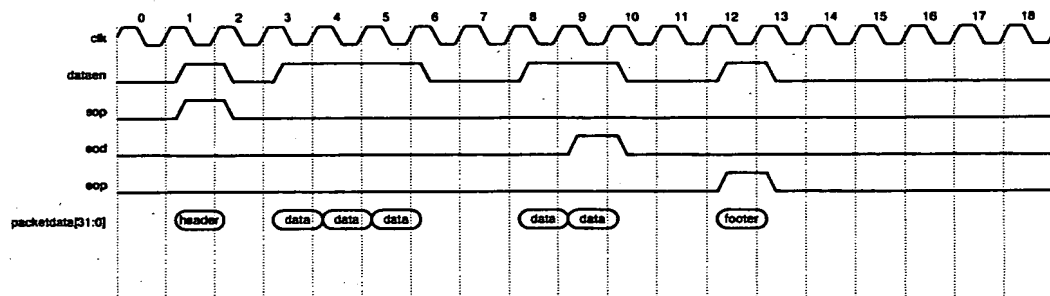 0 1 2 3 4 5 6 7 8 9 10 11 12 13 14 15 16 17 18
clk
dataen
sop
eod
eop
packetdata[31:0] header data data data data data footer